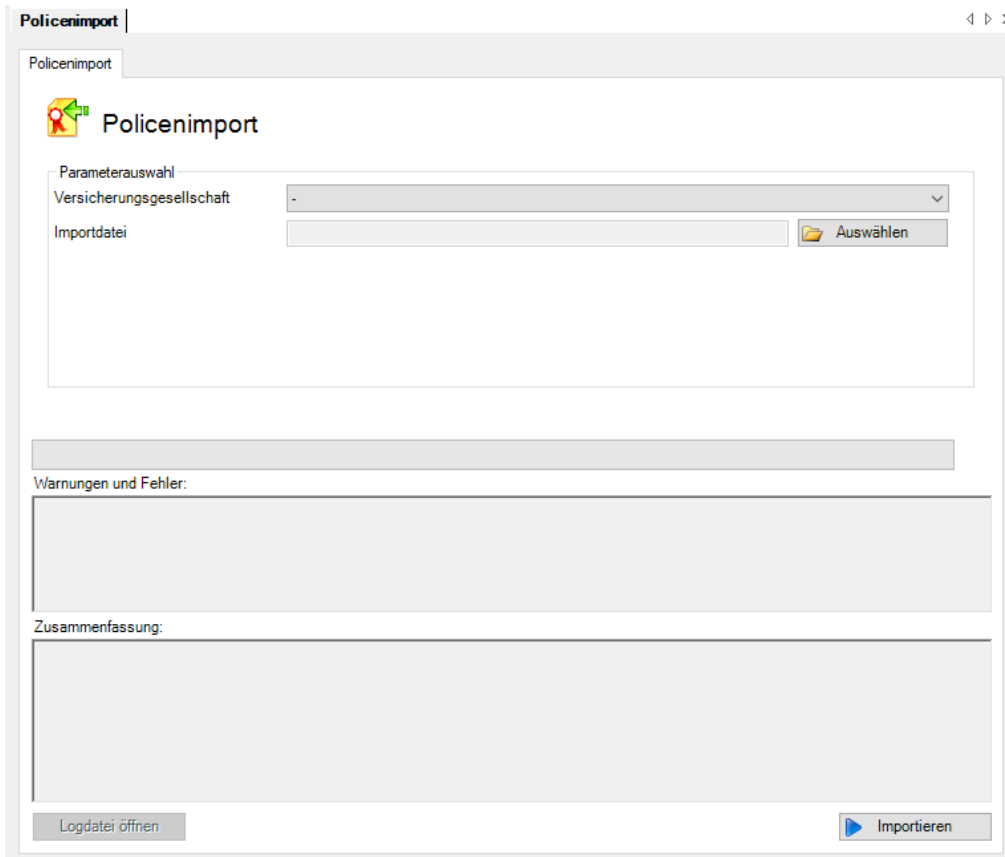 Policenimport
Policenimport
Policenimport
Parameterauswahl
Versicherungsgesellschaft -
Importdatei Auswählen
Warnungen und Fehler:
Zusammenfassung:
Logdatei öffnen Importieren